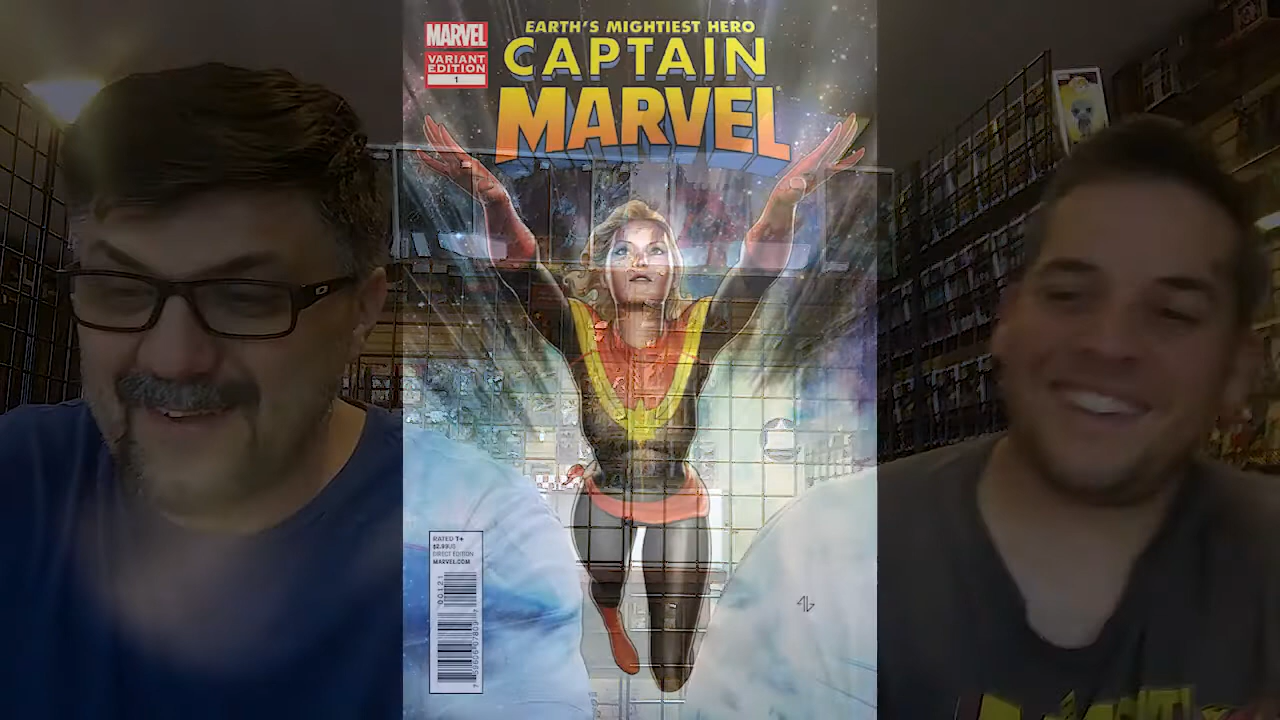 MARVEL
VARIANT
EDITION
1
EARTH'S MIGHTIEST HERO
CAPTAIN
MARVEL
RATED T+
DIRECT EDITION
MARVEL.COM